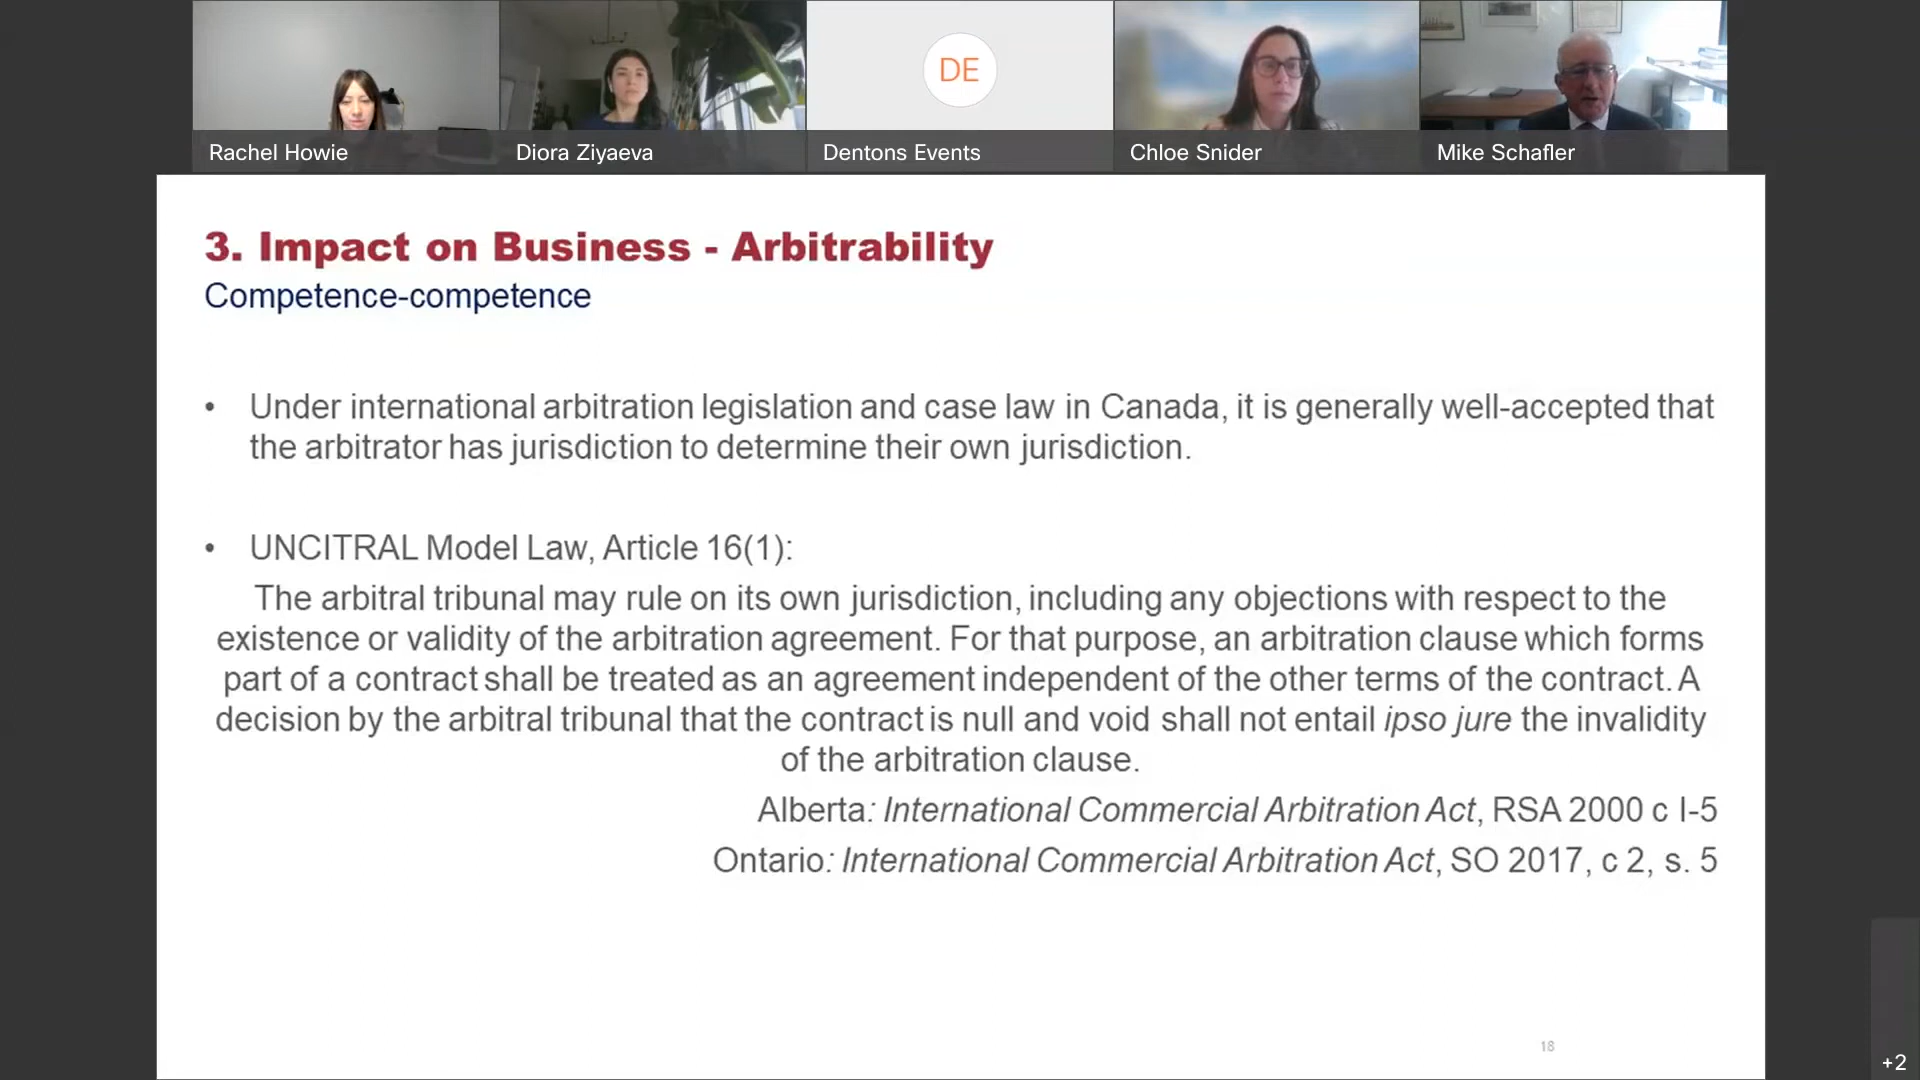 DE
Rachel Howie
Diora Ziyaeva
Dentons Events
Chloe Snider
Mike Schafler
3. Impact on Business - Arbitrability
Competence-competence
• Under international arbitration legislation and case law in Canada, it is generally well-accepted that
the arbitrator has jurisdiction to determine their own jurisdiction.
• UNCITRAL Model Law, Article 16(1):
The arbitral tribunal may rule on its own jurisdiction, including any objections with respect to the
existence or validity of the arbitration agreement. For that purpose, an arbitration clause which forms
part of a contract shall be treated as an agreement independent of the other terms of the contract. A
decision by the arbitral tribunal that the contract is null and void shall not entail ipso jure the invalidity
of the arbitration clause.
Alberta: International Commercial Arbitration Act, RSA 2000 c I-5
Ontario: International Commercial Arbitration Act, SO 2017, c 2, s. 5
18
+2